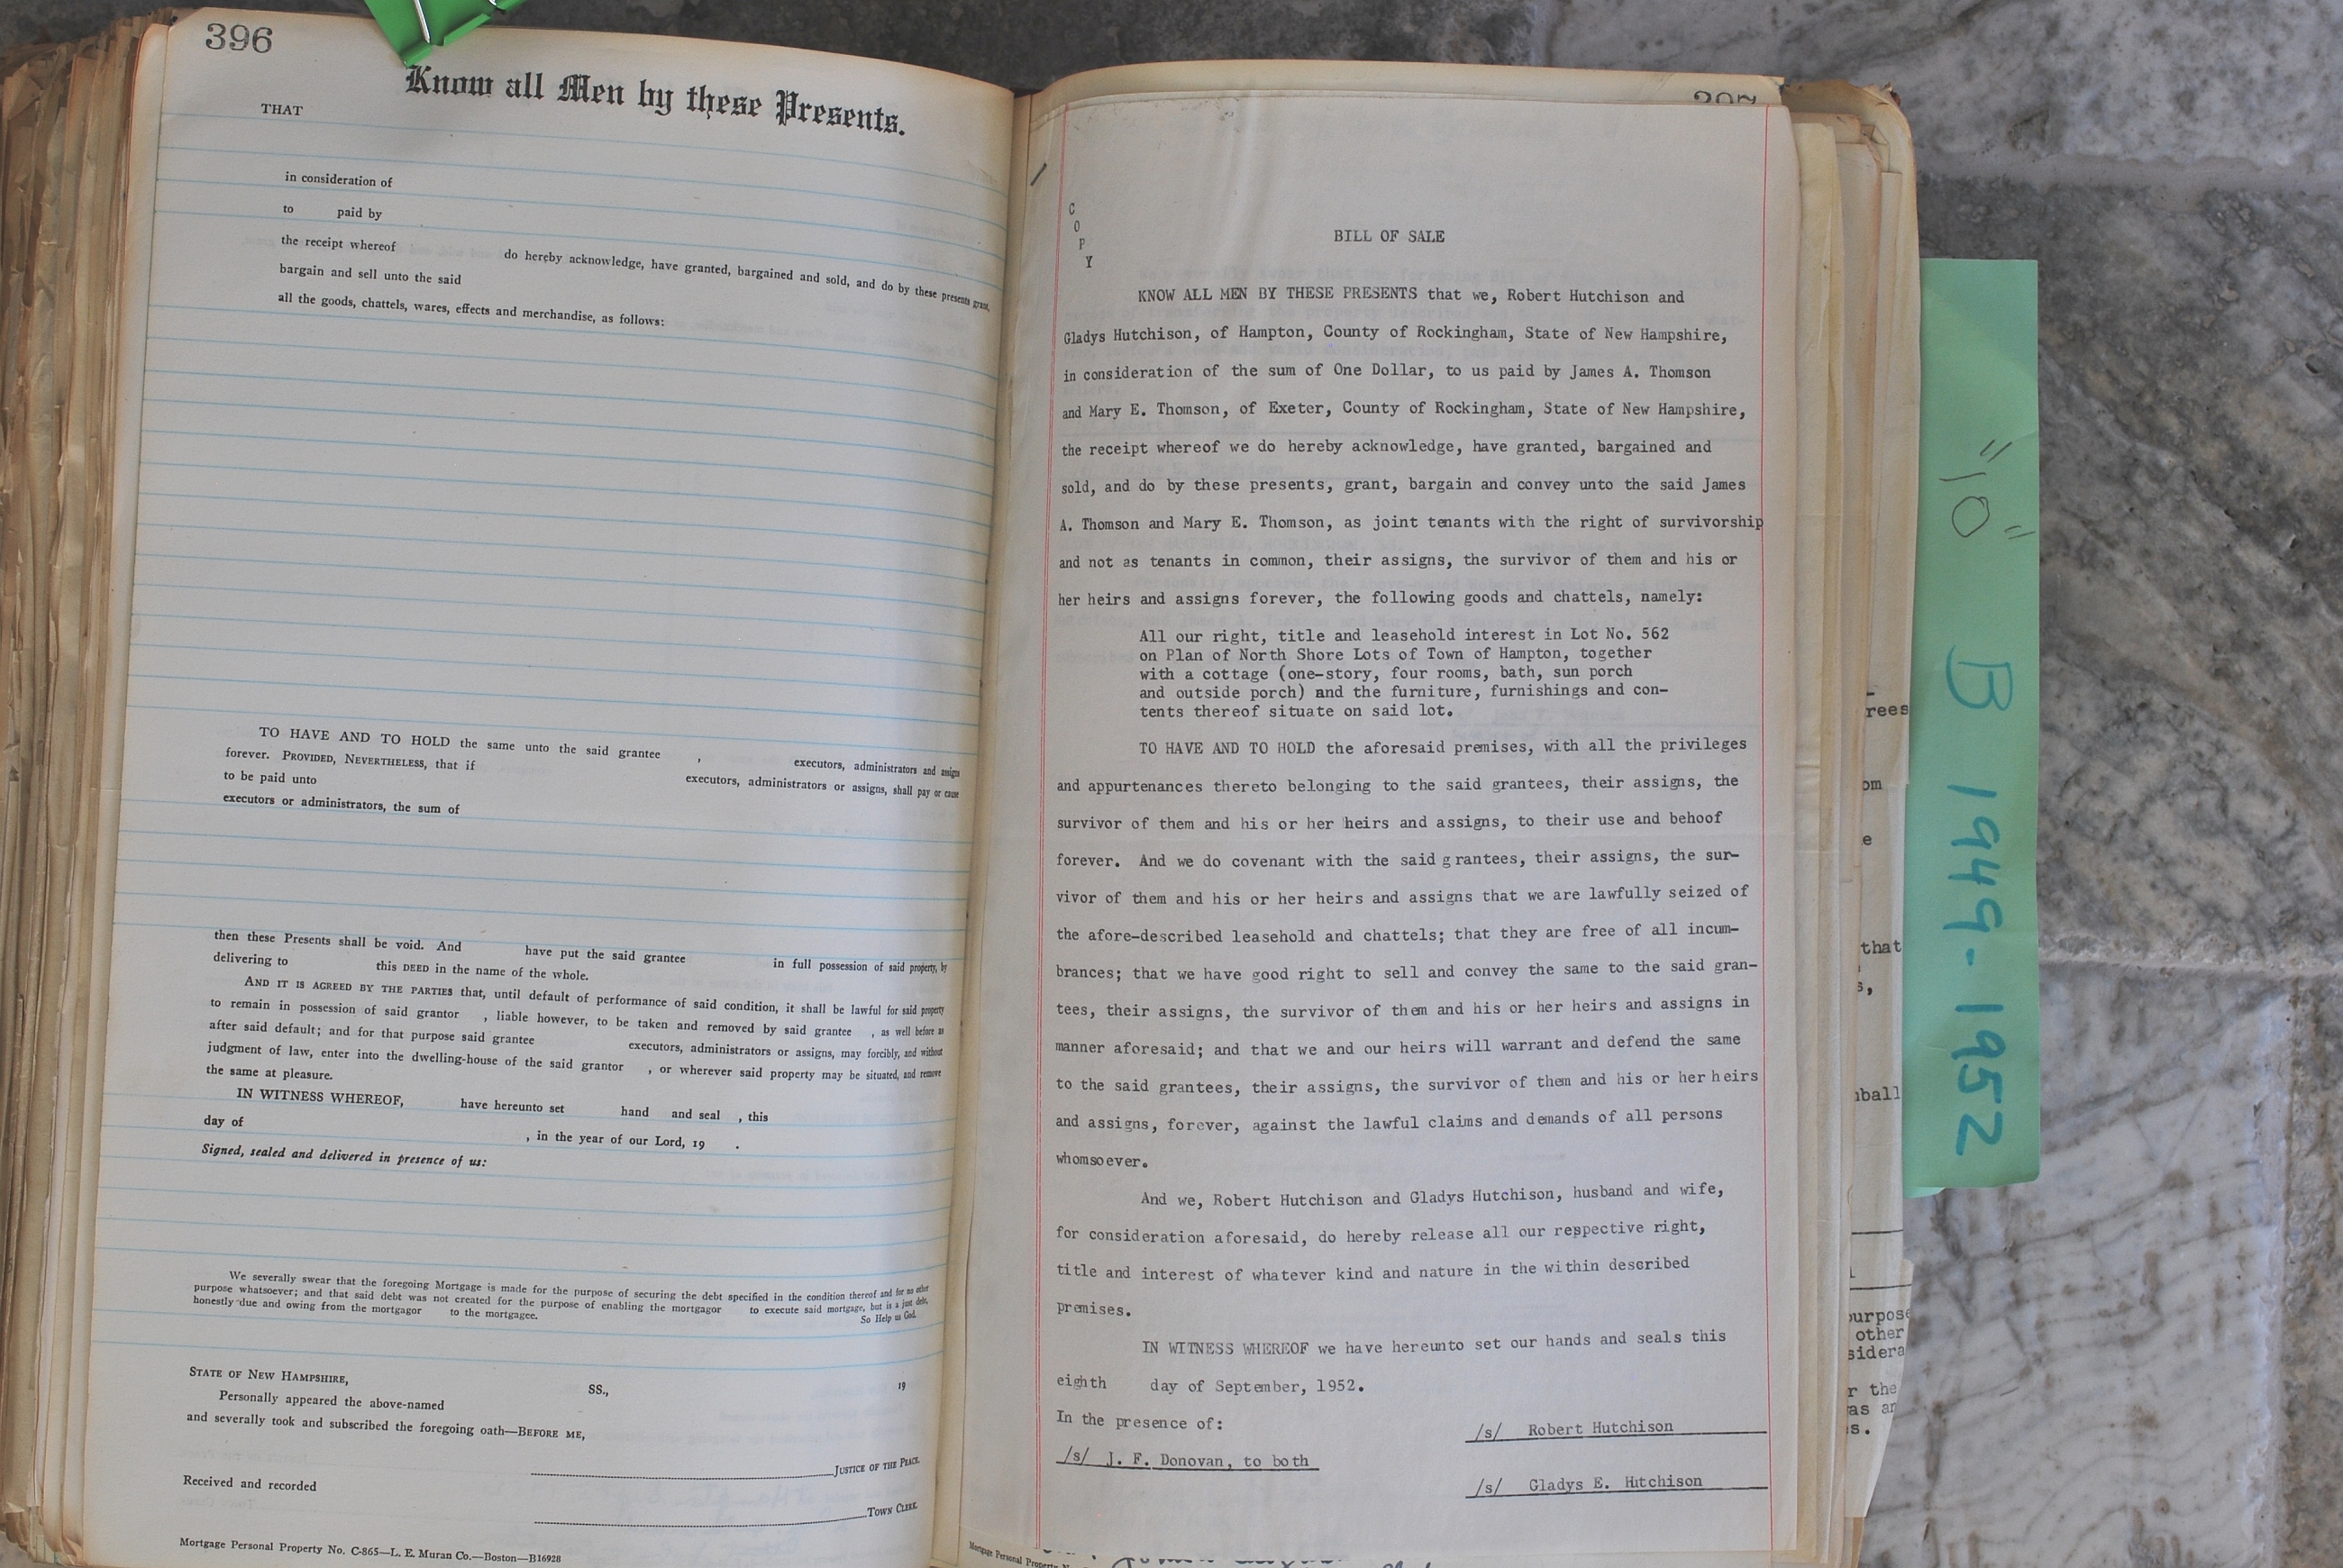 396
Know all Men by these Presents.
THAT
in consideration of
to paid by
the receipt whereof do hereby acknowledge, have granted, bargained and sold, and do by these presents grant,
bargain and sell unto the said
all the goods, chattels, wares, effects and merchandise, as follows:
TO HAVE AND TO HOLD the same unto the said grantee , executors, administrators and assigns
forever. PROVIDED, NEVERTHELESS, that if executors, administrators or assigns, shall pay or cause
to be paid unto
executors or administrators, the sum of
then these Presents shall be void. And have put the said grantee in full possession of said property, by
delivering to this DEED in the name of the whole.
AND IT IS AGREED BY THE PARTIES that, until default of performance of said condition, it shall be lawful for said property
to remain in possession of said grantor , liable however, to be taken and removed by said grantee , as well before as
after said default; and for that purpose said grantee executors, administrators or assigns, may forcibly, and without
judgment of law, enter into the dwelling-house of the said grantor , or wherever said property may be situated, and remove
the same at pleasure.
IN WITNESS WHEREOF, have hereunto set hand and seal , this
day of , in the year of our Lord, 19 .
Signed, sealed and delivered in presence of us:
We severally swear that the foregoing Mortgage is made for the purpose of securing the debt specified in the condition thereof and for no other
purpose whatsoever; and that said debt was not created for the purpose of enabling the mortgagor to execute said mortgage, but is a just debt,
honestly due and owing from the mortgagor to the mortgagee. So Help us God.
STATE OF NEW HAMPSHIRE, SS., 19
Personally appeared the above-named
and severally took and subscribed the foregoing oath—BEFORE ME,
JUSTICE OF THE PEACE.
Received and recorded
TOWN CLERK.
Mortgage Personal Property No. C-865—L. E. Muran Co.—Boston—B16928
COPY
BILL OF SALE
KNOW ALL MEN BY THESE PRESENTS that we, Robert Hutchison and
Gladys Hutchison, of Hampton, County of Rockingham, State of New Hampshire,
in consideration of the sum of One Dollar, to us paid by James A. Thomson
and Mary E. Thomson, of Exeter, County of Rockingham, State of New Hampshire,
the receipt whereof we do hereby acknowledge, have granted, bargained and
sold, and do by these presents, grant, bargain and convey unto the said James
A. Thomson and Mary E. Thomson, as joint tenants with the right of survivorship
and not as tenants in common, their assigns, the survivor of them and his or
her heirs and assigns forever, the following goods and chattels, namely:
All our right, title and leasehold interest in Lot No. 562
on Plan of North Shore Lots of Town of Hampton, together
with a cottage (one-story, four rooms, bath, sun porch
and outside porch) and the furniture, furnishings and con-
tents thereof situate on said lot.
TO HAVE AND TO HOLD the aforesaid premises, with all the privileges
and appurtenances thereto belonging to the said grantees, their assigns, the
survivor of them and his or her heirs and assigns, to their use and behoof
forever. And we do covenant with the said grantees, their assigns, the sur-
vivor of them and his or her heirs and assigns that we are lawfully seized of
the afore-described leasehold and chattels; that they are free of all incum-
brances; that we have good right to sell and convey the same to the said gran-
tees, their assigns, the survivor of them and his or her heirs and assigns in
manner aforesaid; and that we and our heirs will warrant and defend the same
to the said grantees, their assigns, the survivor of them and his or her heirs
and assigns, forever, against the lawful claims and demands of all persons
whomsoever.
And we, Robert Hutchison and Gladys Hutchison, husband and wife,
for consideration aforesaid, do hereby release all our respective right,
title and interest of whatever kind and nature in the within described
premises.
IN WITNESS WHEREOF we have hereunto set our hands and seals this
eighth day of September, 1952.
In the presence of:
/s/ Robert Hutchison
/s/ J. F. Donovan, to both
/s/ Gladys E. Hutchison
Mortgage Personal Property
"10" B 1949-1952
rees
om
e
that
s,
ball
purpose
other
sidera
r the
as an
s.